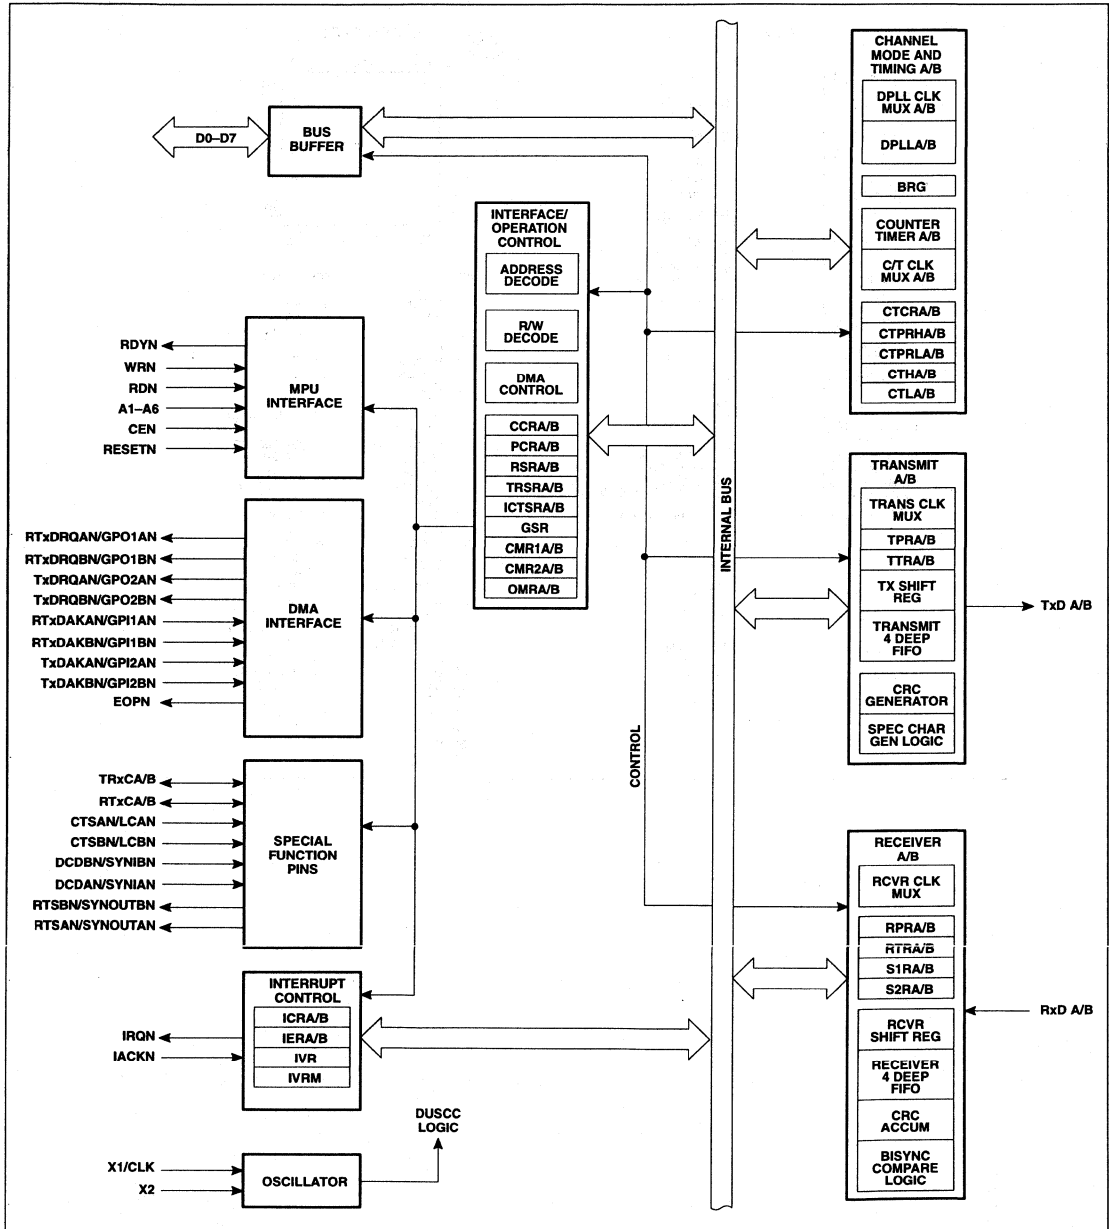 D0–D7
BUS
BUFFER
INTERFACE/
OPERATION
CONTROL
ADDRESS
DECODE
R/W
DECODE
DMA
CONTROL
CCRA/B
PCRA/B
RSRA/B
TRSRA/B
ICTSRA/B
GSR
CMR1A/B
CMR2A/B
OMRA/B
RDYN
WRN
RDN
A1–A6
CEN
RESETN
MPU
INTERFACE
RTxDRQAN/GPO1AN
RTxDRQBN/GPO1BN
TxDRQAN/GPO2AN
TxDRQBN/GPO2BN
RTxDAKAN/GPI1AN
RTxDAKBN/GPI1BN
TxDAKAN/GPI2AN
TxDAKBN/GPI2BN
EOPN
DMA
INTERFACE
TRxCA/B
RTxCA/B
CTSAN/LCAN
CTSBN/LCBN
DCDBN/SYNIBN
DCDAN/SYNIAN
RTSBN/SYNOUTBN
RTSAN/SYNOUTAN
SPECIAL
FUNCTION
PINS
INTERRUPT
CONTROL
ICRA/B
IERA/B
IVR
IVRM
IRQN
IACKN
DUSCC
LOGIC
X1/CLK
X2
OSCILLATOR
CONTROL
INTERNAL BUS
CHANNEL
MODE AND
TIMING A/B
DPLL CLK
MUX A/B
DPLLA/B
BRG
COUNTER
TIMER A/B
C/T CLK
MUX A/B
CTCRA/B
CTPRHA/B
CTPRLA/B
CTHA/B
CTLA/B
TRANSMIT
A/B
TRANS CLK
MUX
TPRA/B
TTRA/B
TX SHIFT
REG
TRANSMIT
4 DEEP
FIFO
CRC
GENERATOR
SPEC CHAR
GEN LOGIC
TxD A/B
RECEIVER
A/B
RCVR CLK
MUX
RPRA/B
RTRA/B
S1RA/B
S2RA/B
RCVR
SHIFT REG
RECEIVER
4 DEEP
FIFO
CRC
ACCUM
BISYNC
COMPARE
LOGIC
RxD A/B